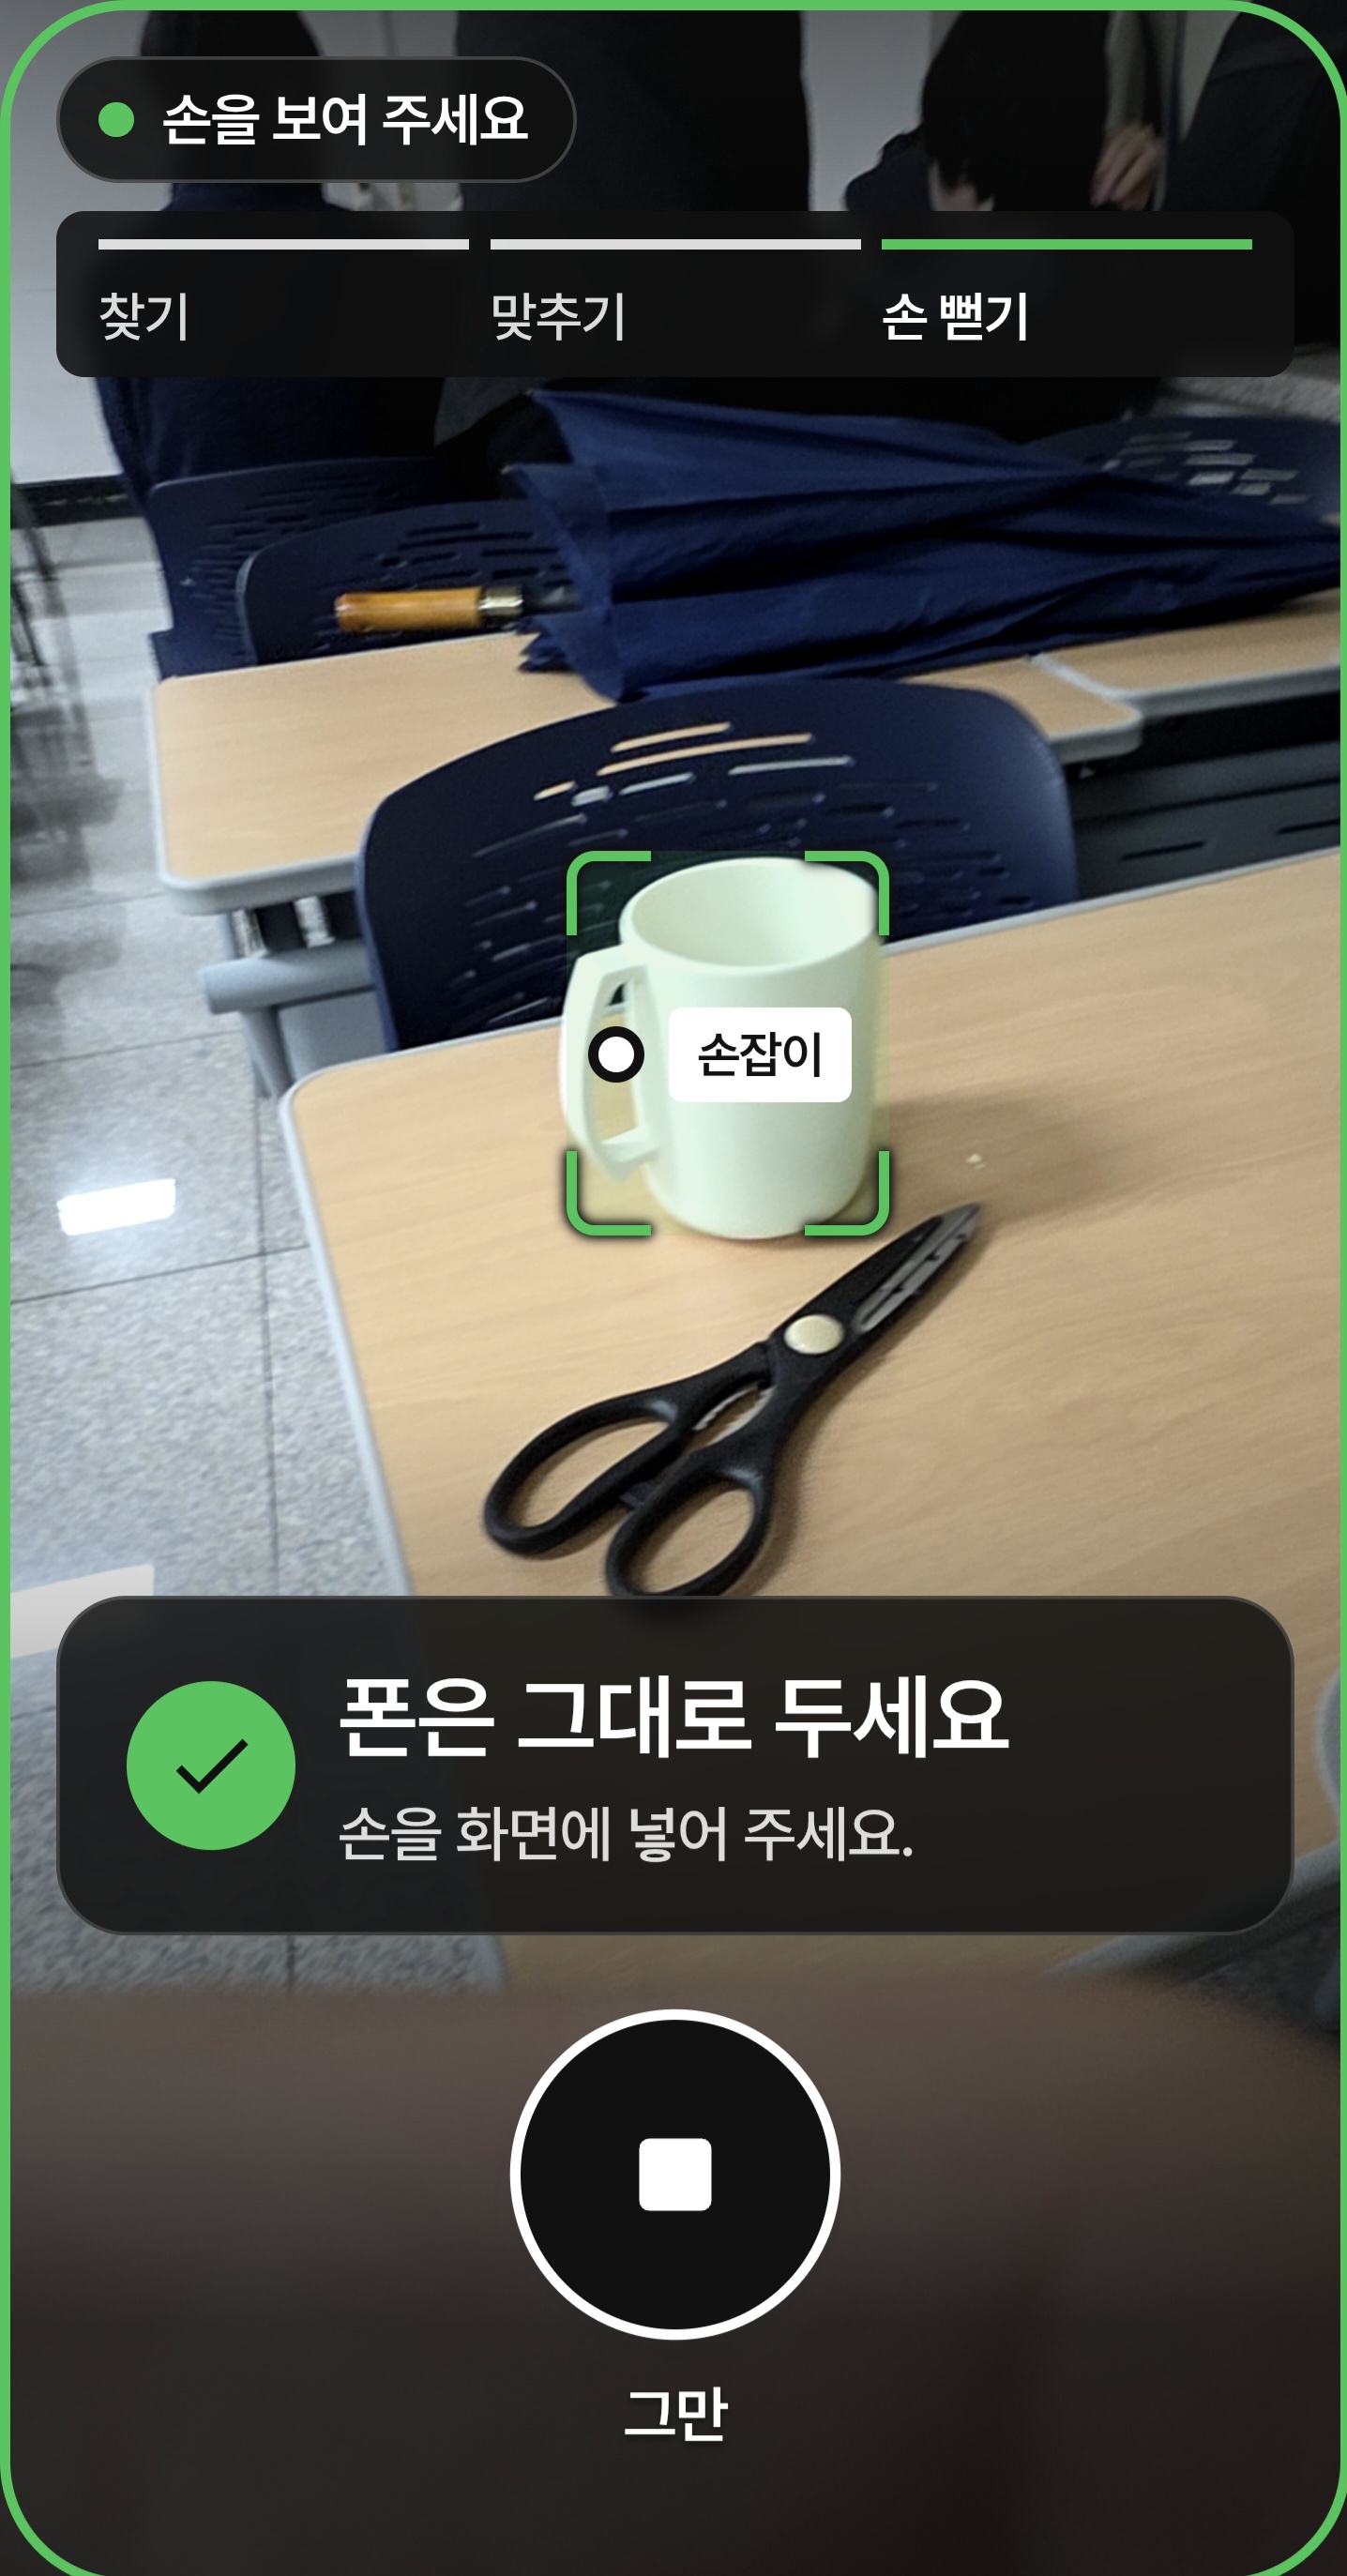 손을 보여 주세요
찾기
맞추기
손 뻗기
손잡이
폰은 그대로 두세요
손을 화면에 넣어 주세요.
그만